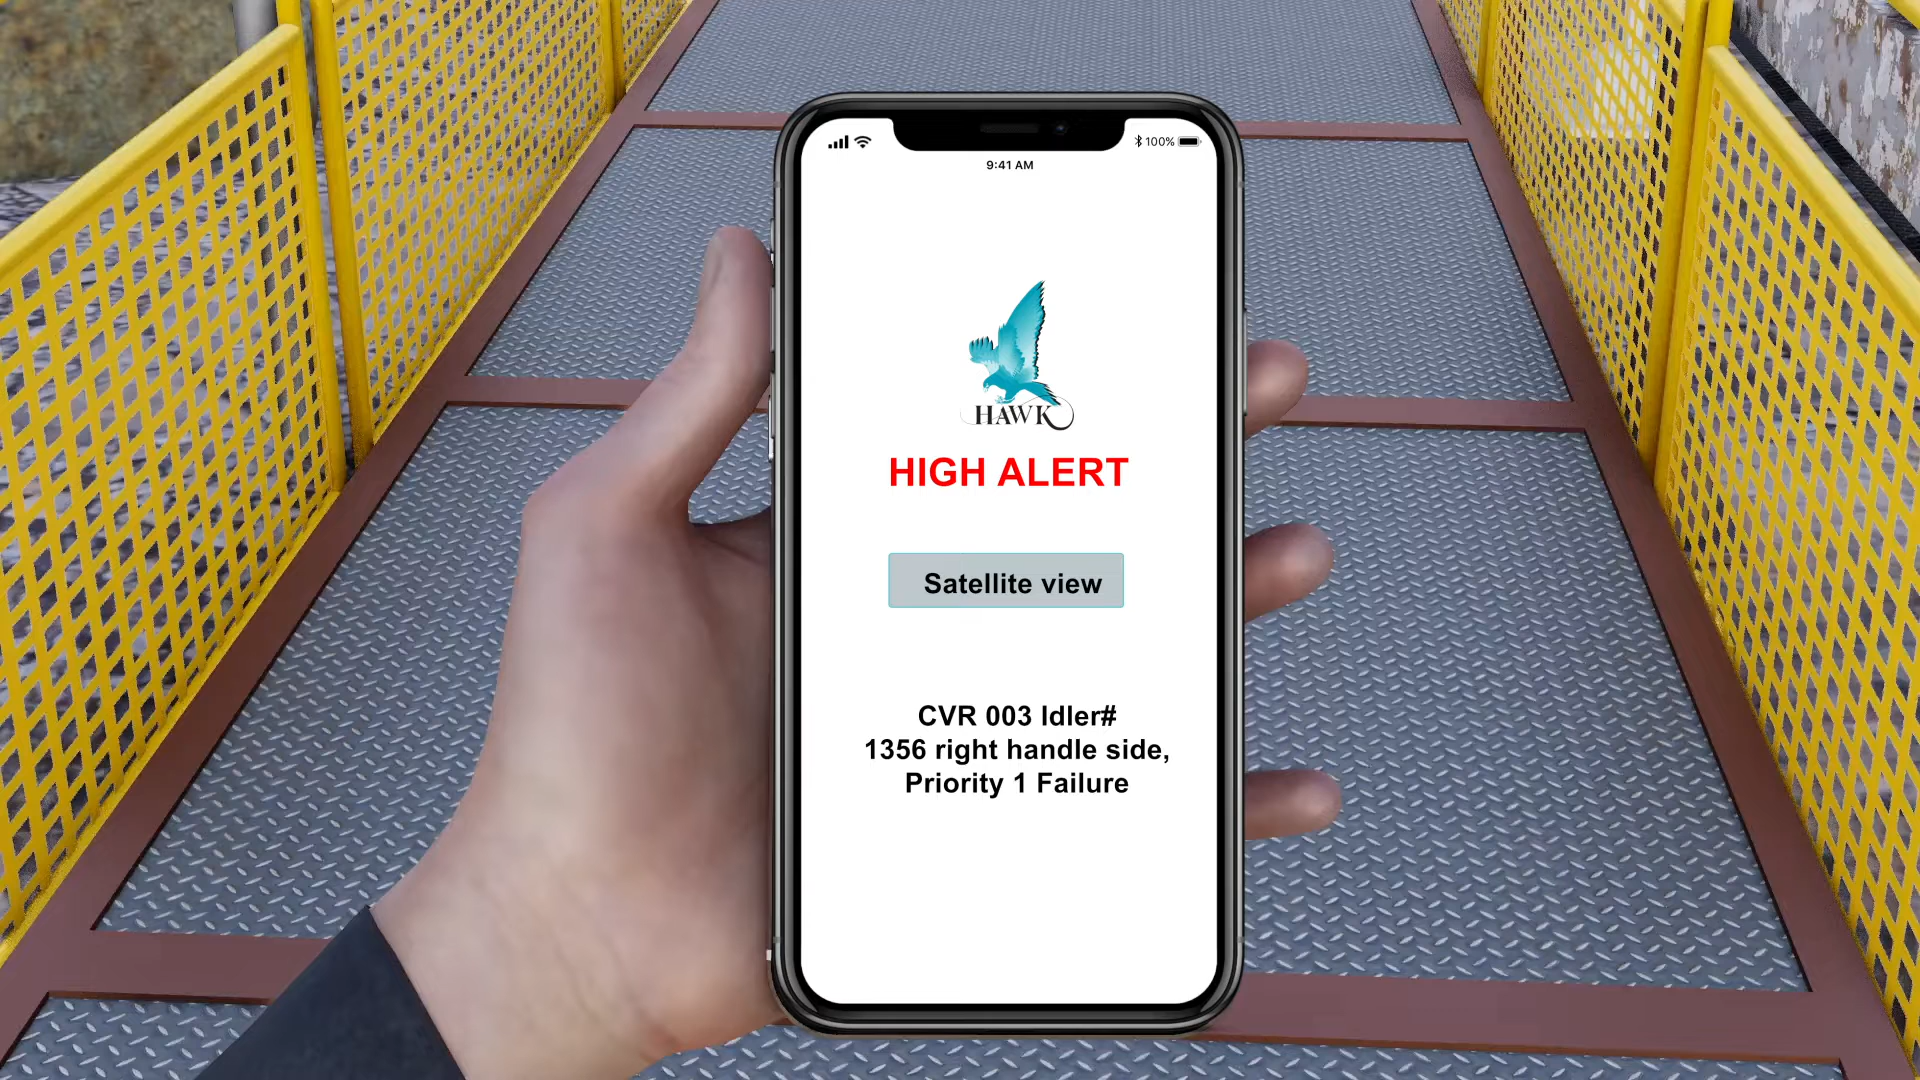 100%
9:41 AM
HAWK
HIGH ALERT
Satellite view
CVR 003 Idler#
1356 right handle side,
Priority 1 Failure